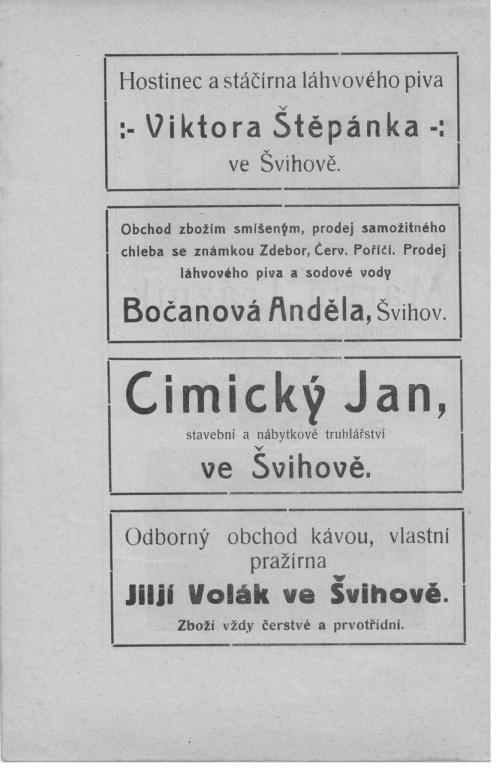 Hostinec a stáčírna láhvového piva
:- Viktora Štěpánka -:
ve Švihově.
Obchod zbožím smíšeným, prodej samožitného
chleba se známkou Zdebor, Červ. Poříčí. Prodej
láhvového piva a sodové vody
Bočanová Anděla, Švihov.
Cimický Jan,
stavební a nábytkové truhlářství
ve Švihově.
Odborný obchod kávou, vlastní
pražírna
Jiljí Volák ve Švihově.
Zboží vždy čerstvé a prvotřídní.